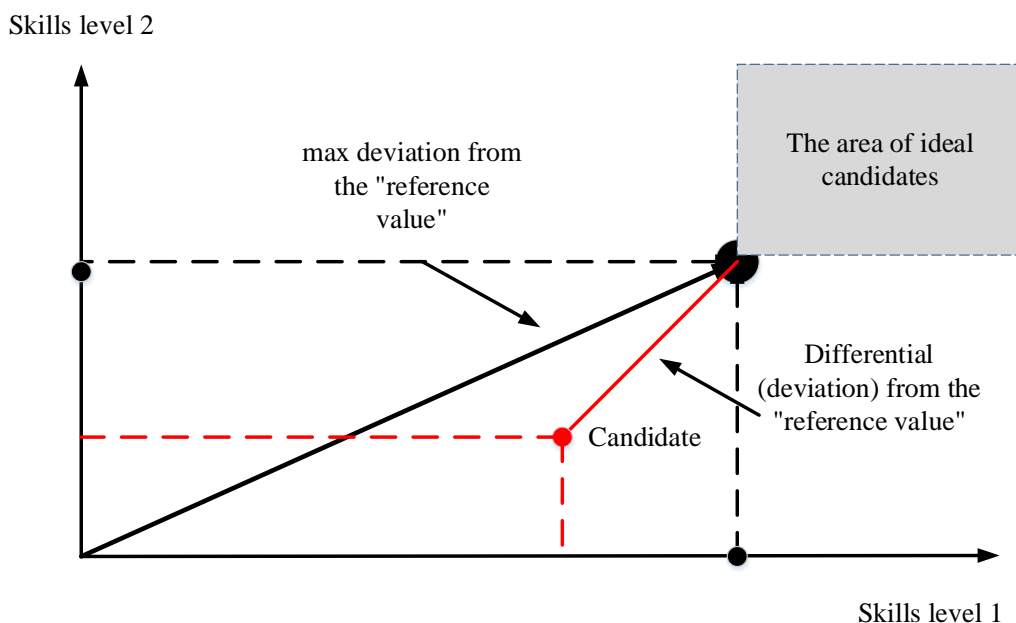 Skills level 2
The area of ideal
candidates
max deviation from
the "reference
value"
Differential
(deviation) from the
"reference value"
Candidate
Skills level 1